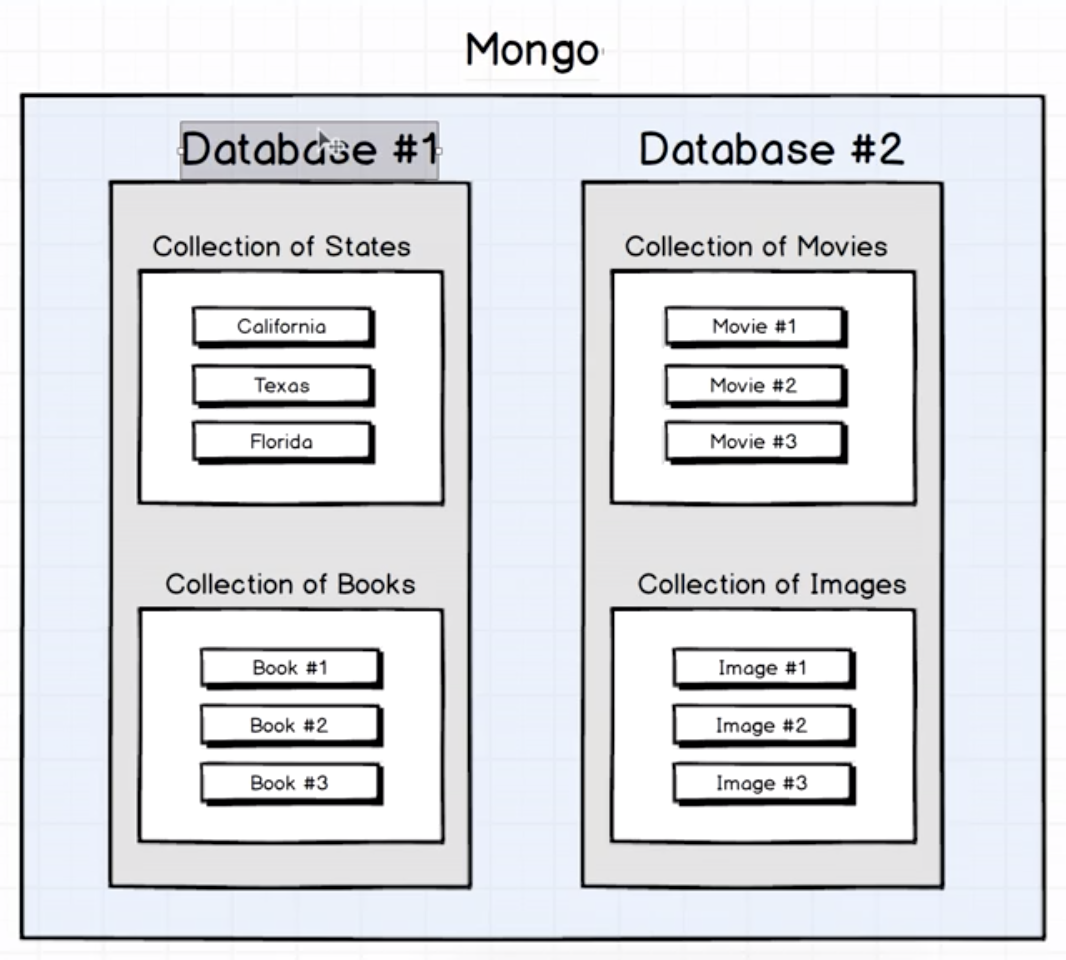 Mongo
Database #1
Collection of States
California
Texas
Florida
Collection of Books
Book #1
Book #2
Book #3
Database #2
Collection of Movies
Movie #1
Movie #2
Movie #3
Collection of Images
Image #1
Image #2
Image #3